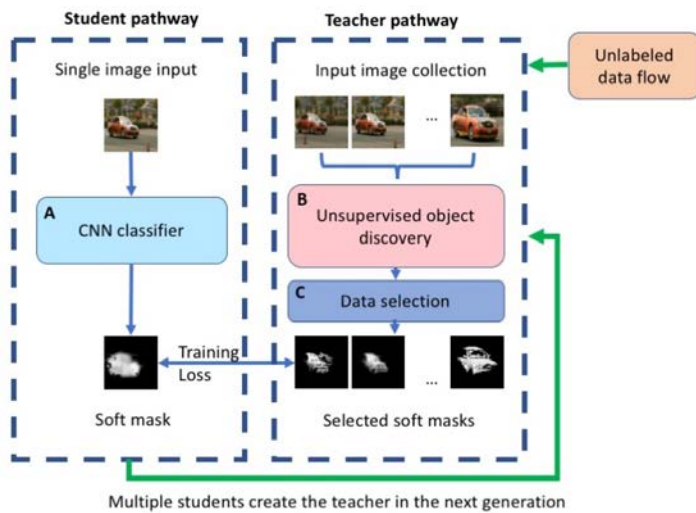 Student pathway
Single image input
A
CNN classifier
Training
Loss
Soft mask
Teacher pathway
Input image collection
...
B
Unsupervised object
discovery
C
Data selection
...
Selected soft masks
Unlabeled
data flow
Multiple students create the teacher in the next generation